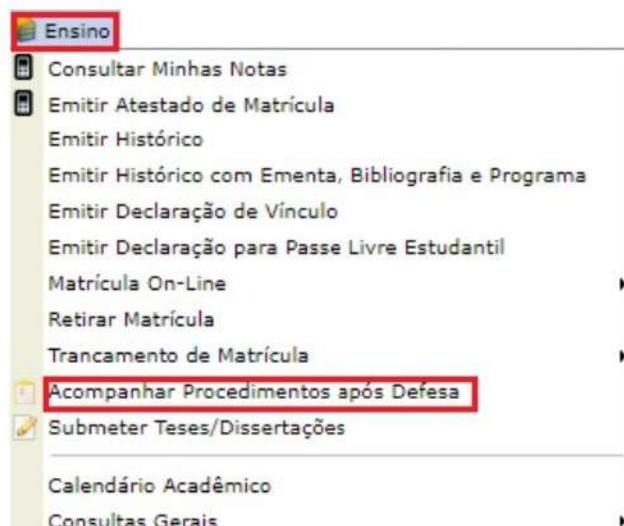 Ensino
Consultar Minhas Notas
Emitir Atestado de Matrícula
Emitir Histórico
Emitir Histórico com Ementa, Bibliografia e Programa
Emitir Declaração de Vínculo
Emitir Declaração para Passe Livre Estudantil
Matrícula On-Line
Retirar Matrícula
Trancamento de Matrícula
Acompanhar Procedimentos após Defesa
Submeter Teses/Dissertações
Calendário Acadêmico
Consultas Gerais